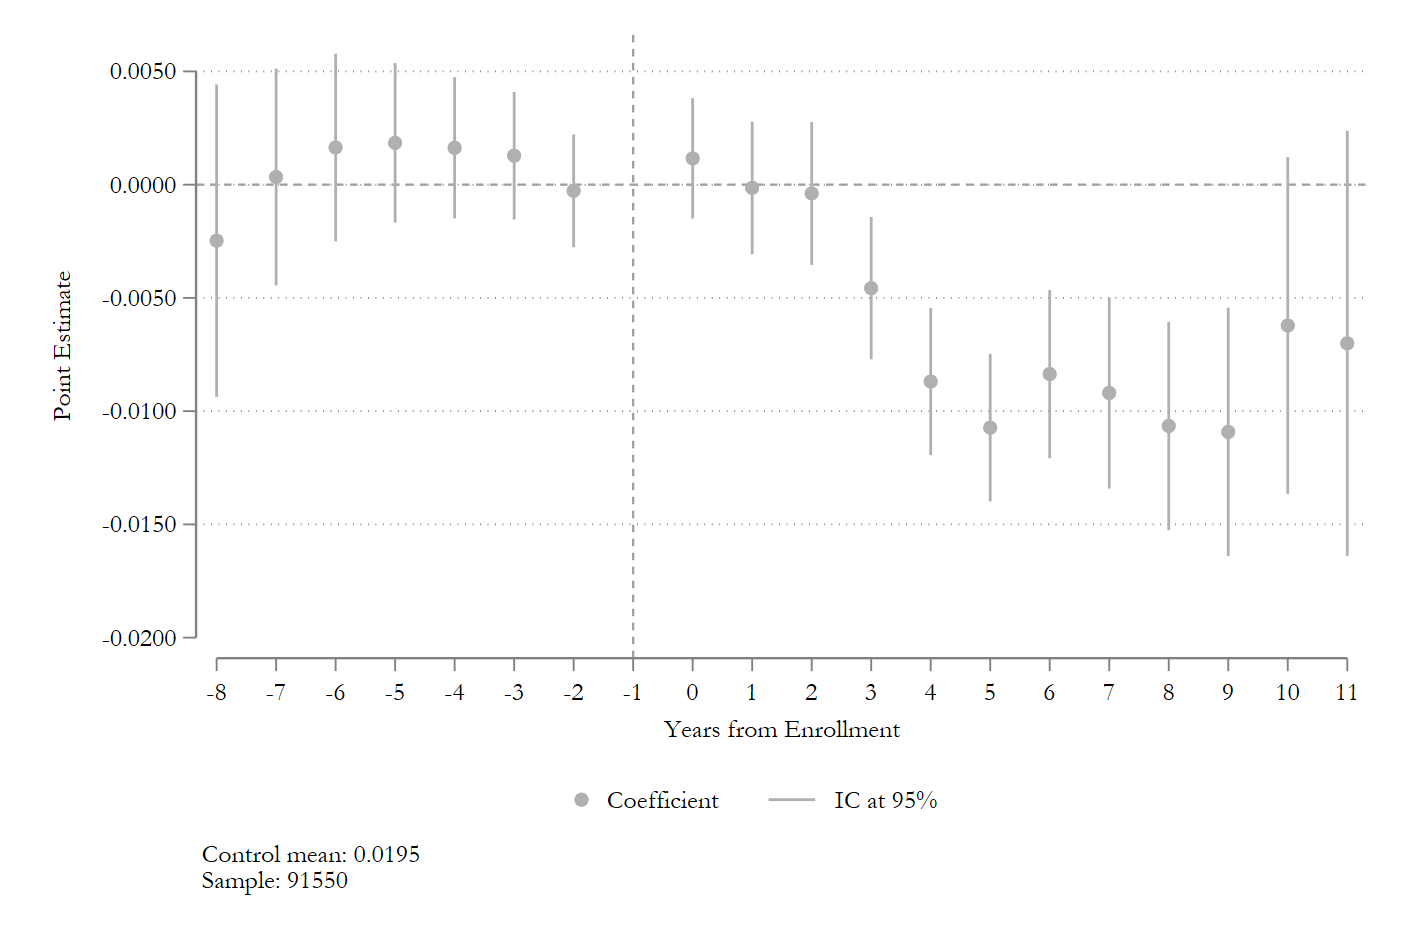 0.0050
0.0000
-0.0050
-0.0100
-0.0150
-0.0200
Point Estimate
-8 -7 -6 -5 -4 -3 -2 -1 0 1 2 3 4 5 6 7 8 9 10 11
Years from Enrollment
Coefficient IC at 95%
Control mean: 0.0195
Sample: 91550